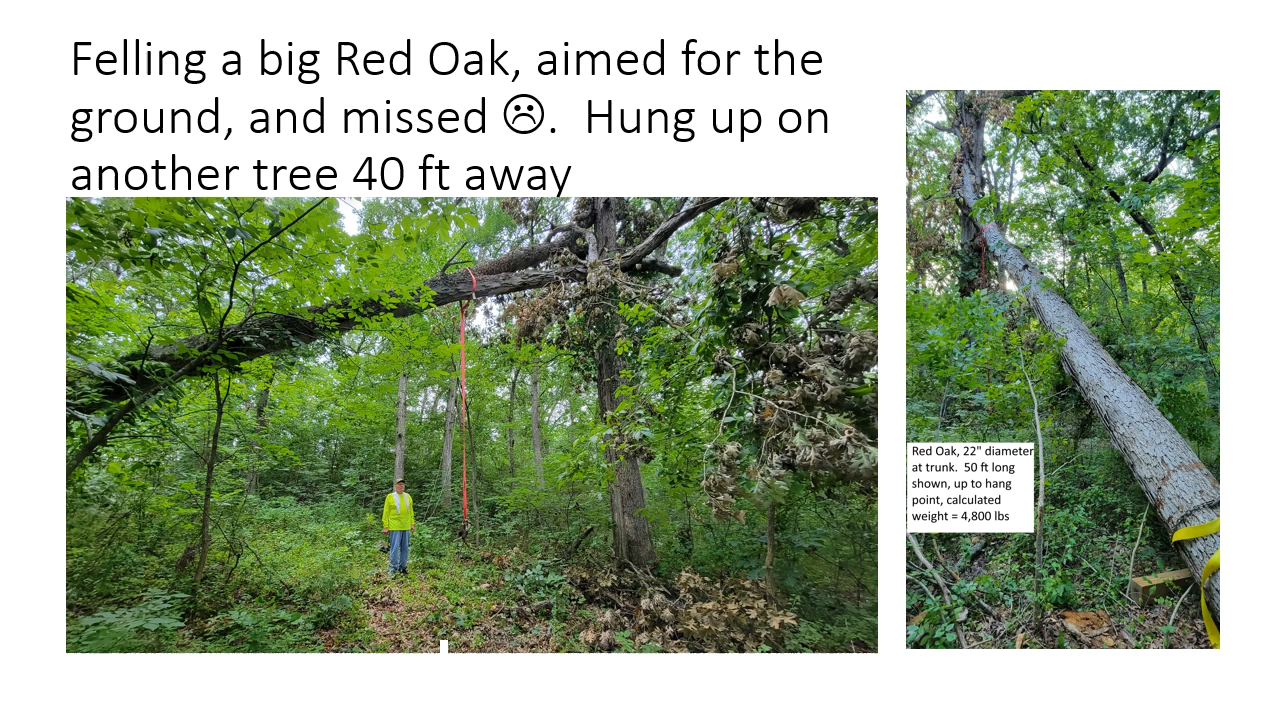 Felling a big Red Oak, aimed for the
ground, and missed ☹.  Hung up on
another tree 40 ft away
Red Oak, 22" diameter
at trunk.  50 ft long
shown, up to hang
point, calculated
weight = 4,800 lbs